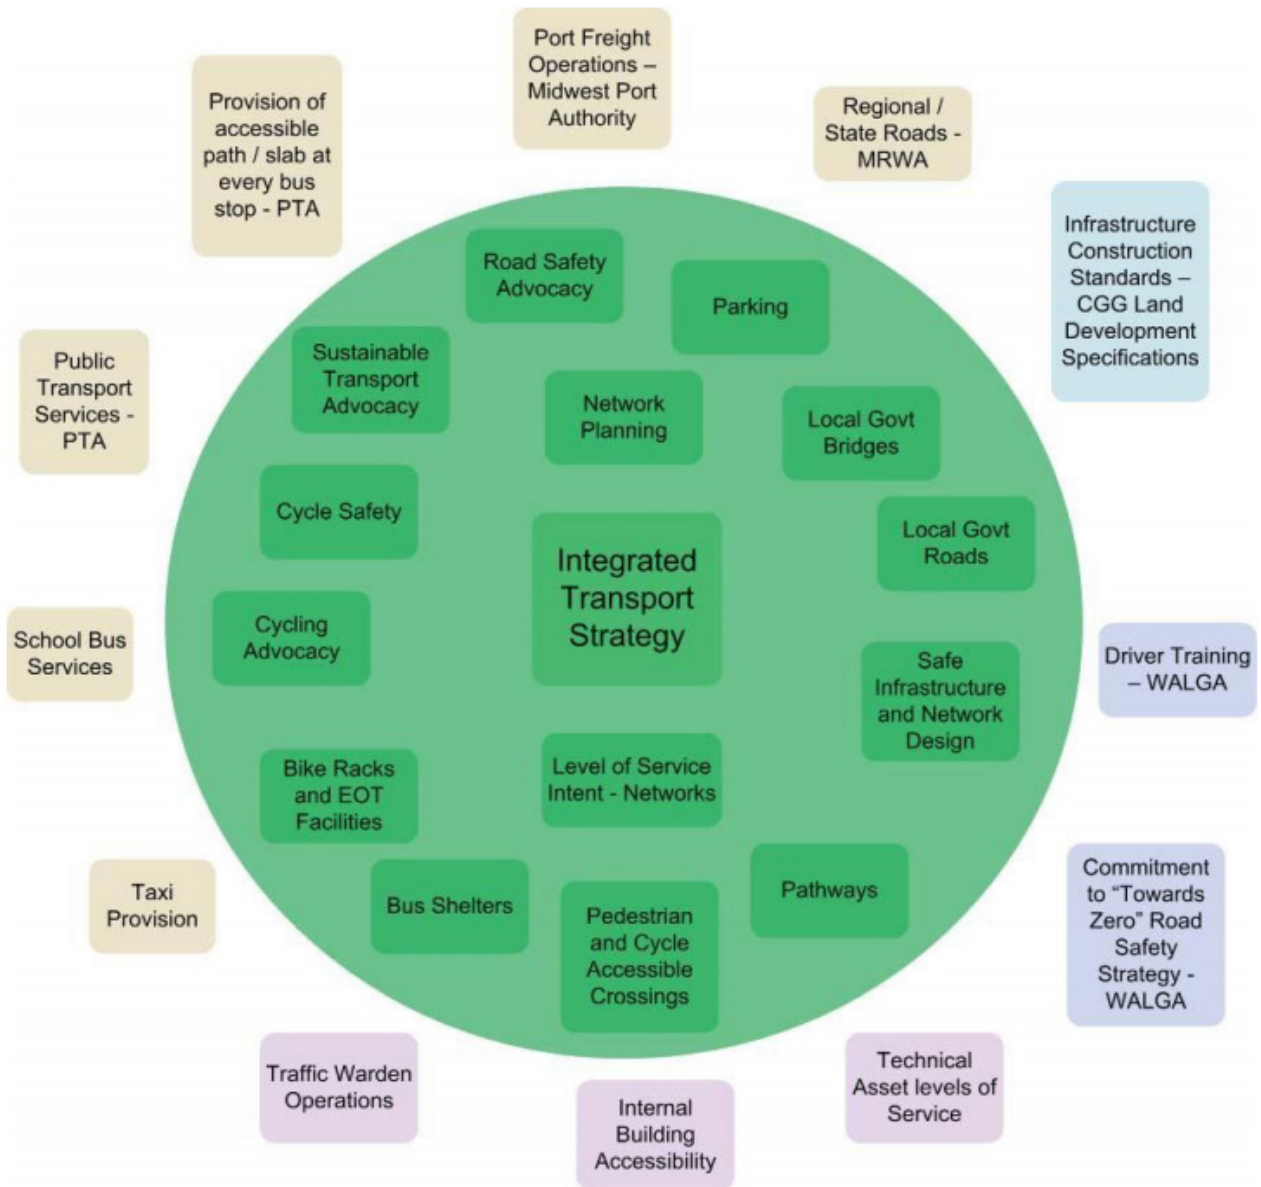 Port Freight
Operations –
Midwest Port
Authority
Provision of
accessible
path / slab at
every bus
stop - PTA
Regional /
State Roads -
MRWA
Infrastructure
Construction
Standards –
CGG Land
Development
Specifications
Road Safety
Advocacy
Parking
Sustainable
Transport
Advocacy
Public
Transport
Services -
PTA
Network
Planning
Local Govt
Bridges
Cycle Safety
Local Govt
Roads
Integrated
Transport
Strategy
Cycling
Advocacy
School Bus
Services
Safe
Infrastructure
and Network
Design
Driver Training
– WALGA
Bike Racks
and EOT
Facilities
Level of Service
Intent - Networks
Taxi
Provision
Bus Shelters
Pedestrian
and Cycle
Accessible
Crossings
Pathways
Commitment
to “Towards
Zero” Road
Safety
Strategy -
WALGA
Traffic Warden
Operations
Internal
Building
Accessibility
Technical
Asset levels of
Service